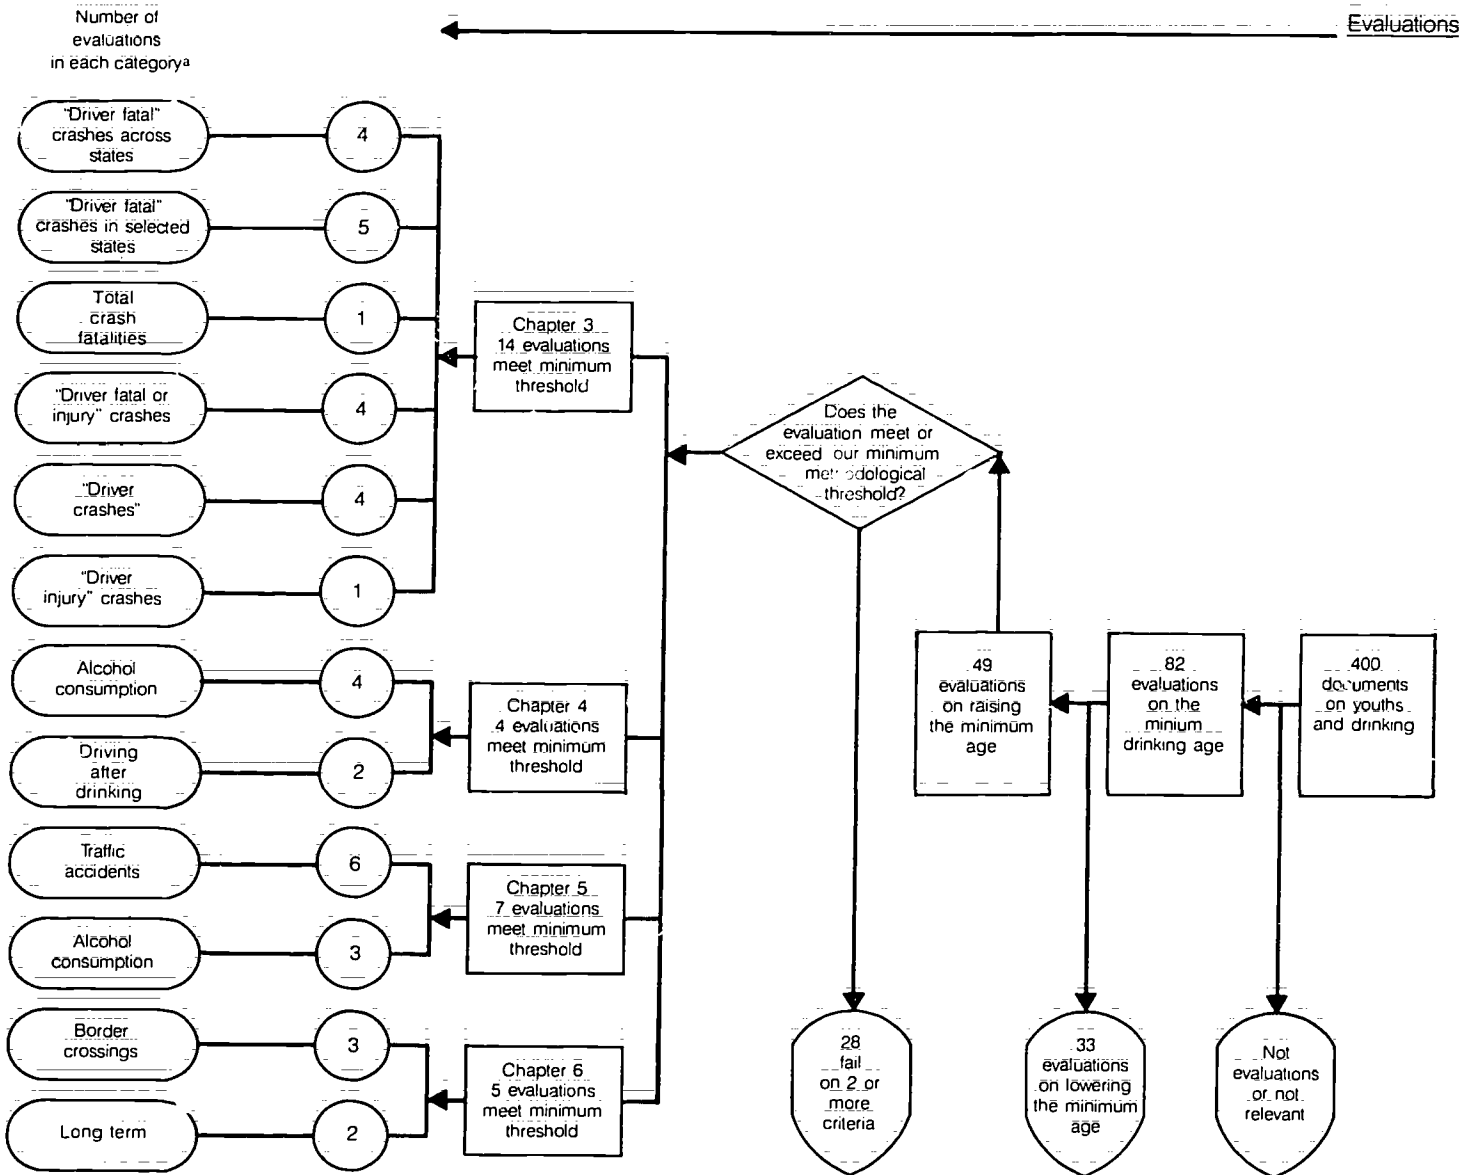 Number of
evaluations
in each categorya
Evaluations
"Driver fatal"
crashes across
states
4
"Driver fatal"
crashes in selected
states
5
Total
crash
fatalities
1
"Driver fatal or
injury" crashes
4
"Driver
crashes"
4
"Driver
injury" crashes
1
Chapter 3
14 evaluations
meet minimum
threshold
Does the
evaluation meet or
exceed our minimum
threshold?
Alcohol
consumption
4
Driving
after
drinking
2
Chapter 4
4 evaluations
meet minimum
threshold
49
evaluations
on raising
the minimum
age
82
evaluations
on the
minium
drinking age
400
documents
on youths
and drinking
Traffic
accidents
6
Alcohol
consumption
3
Chapter 5
7 evaluations
meet minimum
threshold
Border
crossings
3
Long term
2
Chapter 6
5 evaluations
meet minimum
threshold
28
fail
on 2 or
more
criteria
33
evaluations
on lowering
the minimum
age
Not
evaluations
or not
relevant